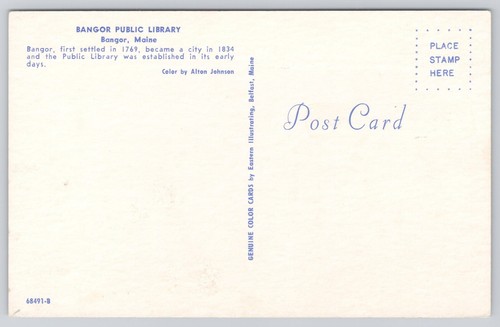 BANGOR PUBLIC LIBRARY
Bangor, Maine
Bangor, first settled in 1769, became a city in 1834
and the Public Library was established in its early
days.
Color by Alton Johnson
GENUINE COLOR CARDS by Eastern Illustrating, Belfast, Maine
PLACE
STAMP
HERE
Post Card
68491-B